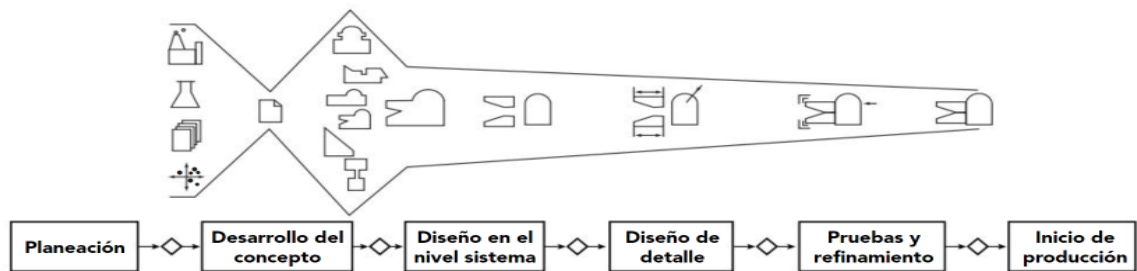 Planeación
Desarrollo del
concepto
Diseño en el
nivel sistema
Diseño de
detalle
Pruebas y
refinamiento
Inicio de
producción